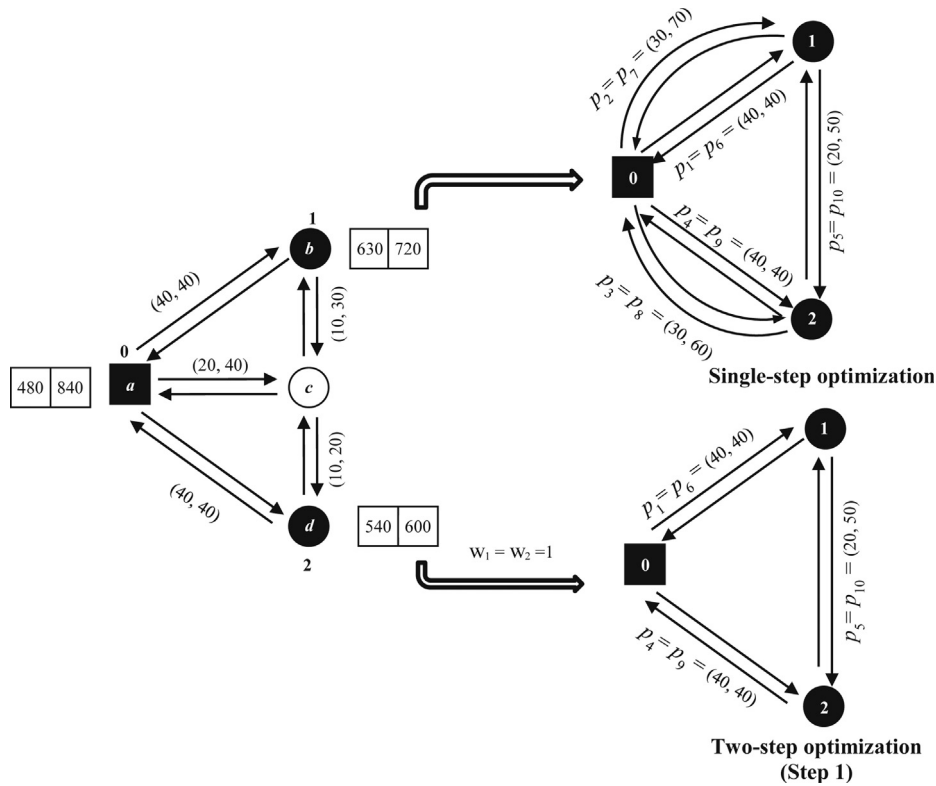 1
b
630 720
(40, 40)
(10, 30)
0
a
480 840
(20, 40)
c
(10, 20)
(40, 40)
d
2
540 600
W₁ = W₂ =1
p₂ = p₇ = (30, 70)
1
p₁= p₆ = (40, 40)
0
p₅= p₁₀ = (20, 50)
p₄ = p₉ = (40, 40)
p₃ = p₈ = (30, 60)
2
Single-step optimization
1
p₁= p₆ = (40, 40)
0
p₅= p₁₀ = (20, 50)
p₄ = p₉ = (40, 40)
2
Two-step optimization
(Step 1)